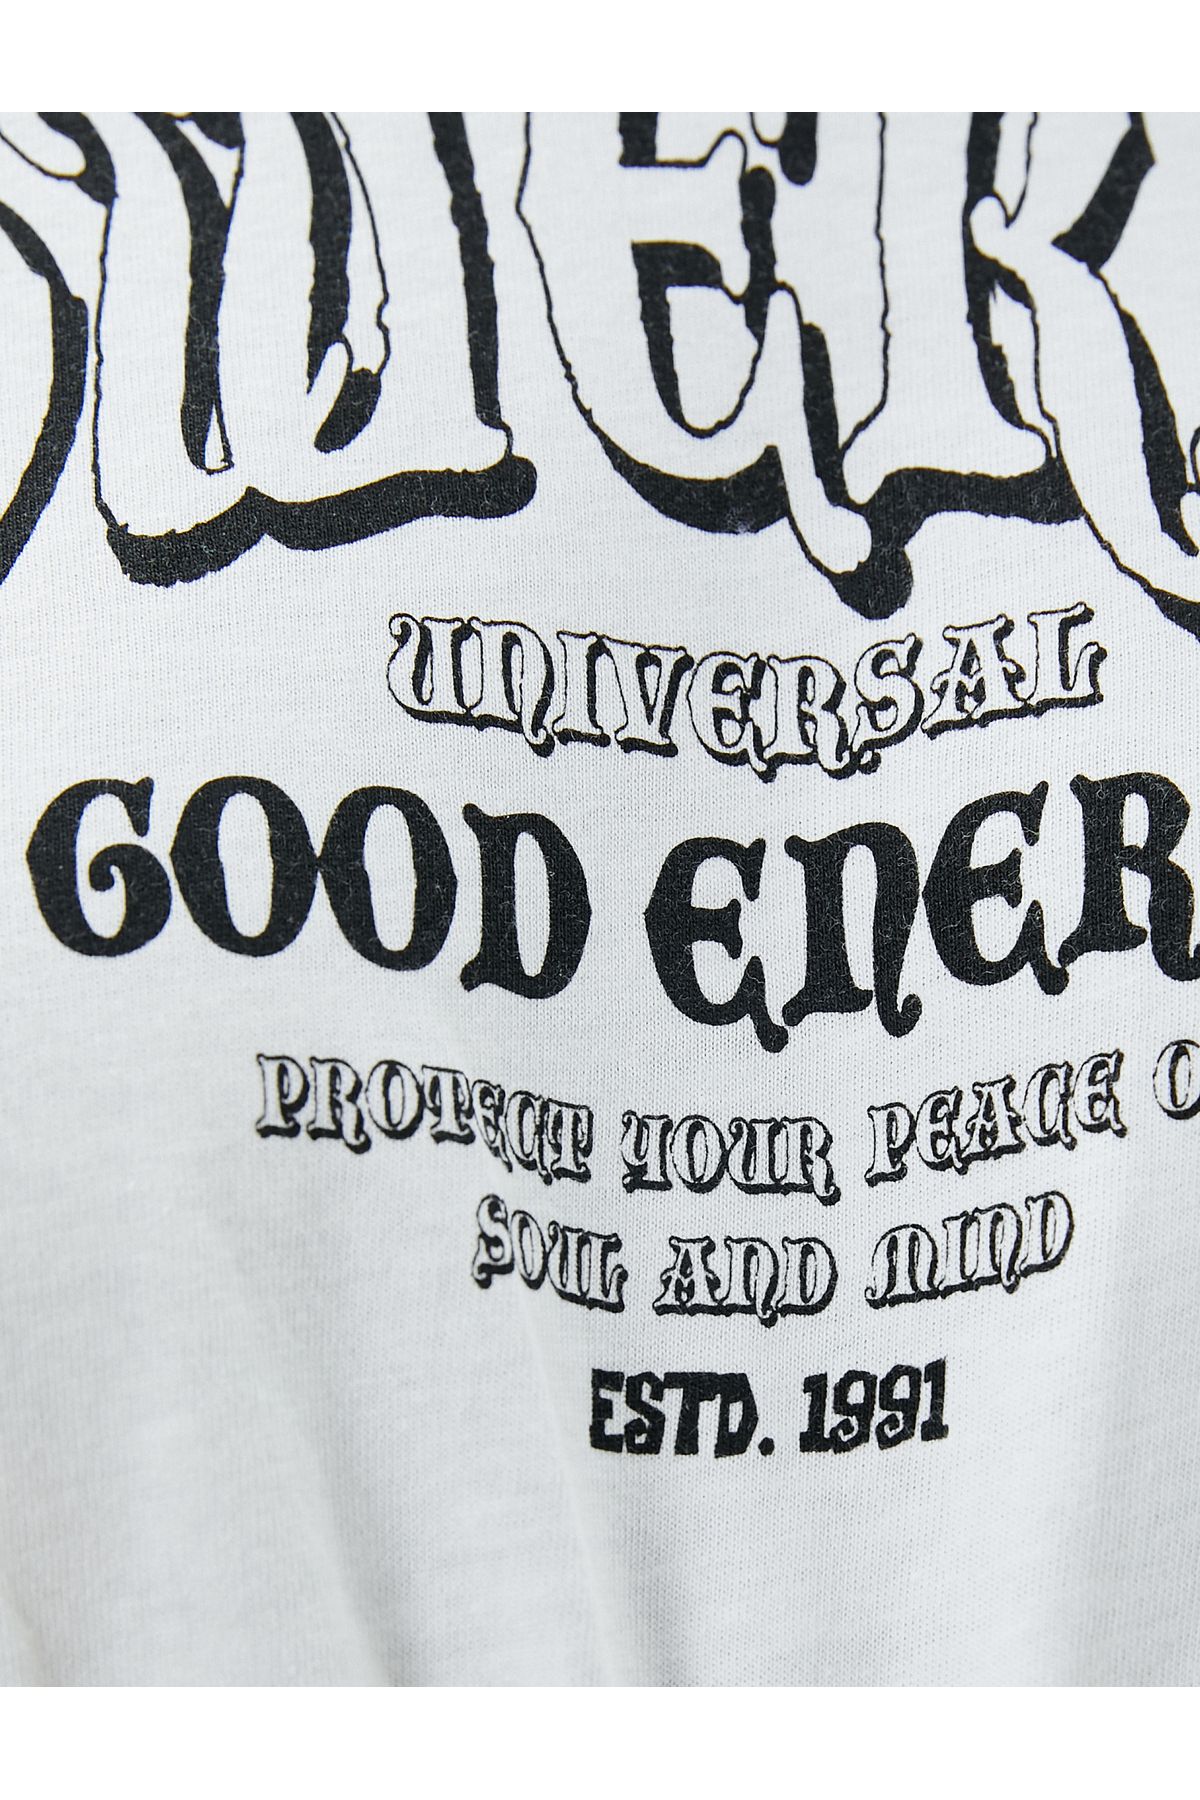 UNIVERSAL
GOOD ENER
PROTECT YOUR PEACE O
SOUL AND MIND
ESTD. 1991